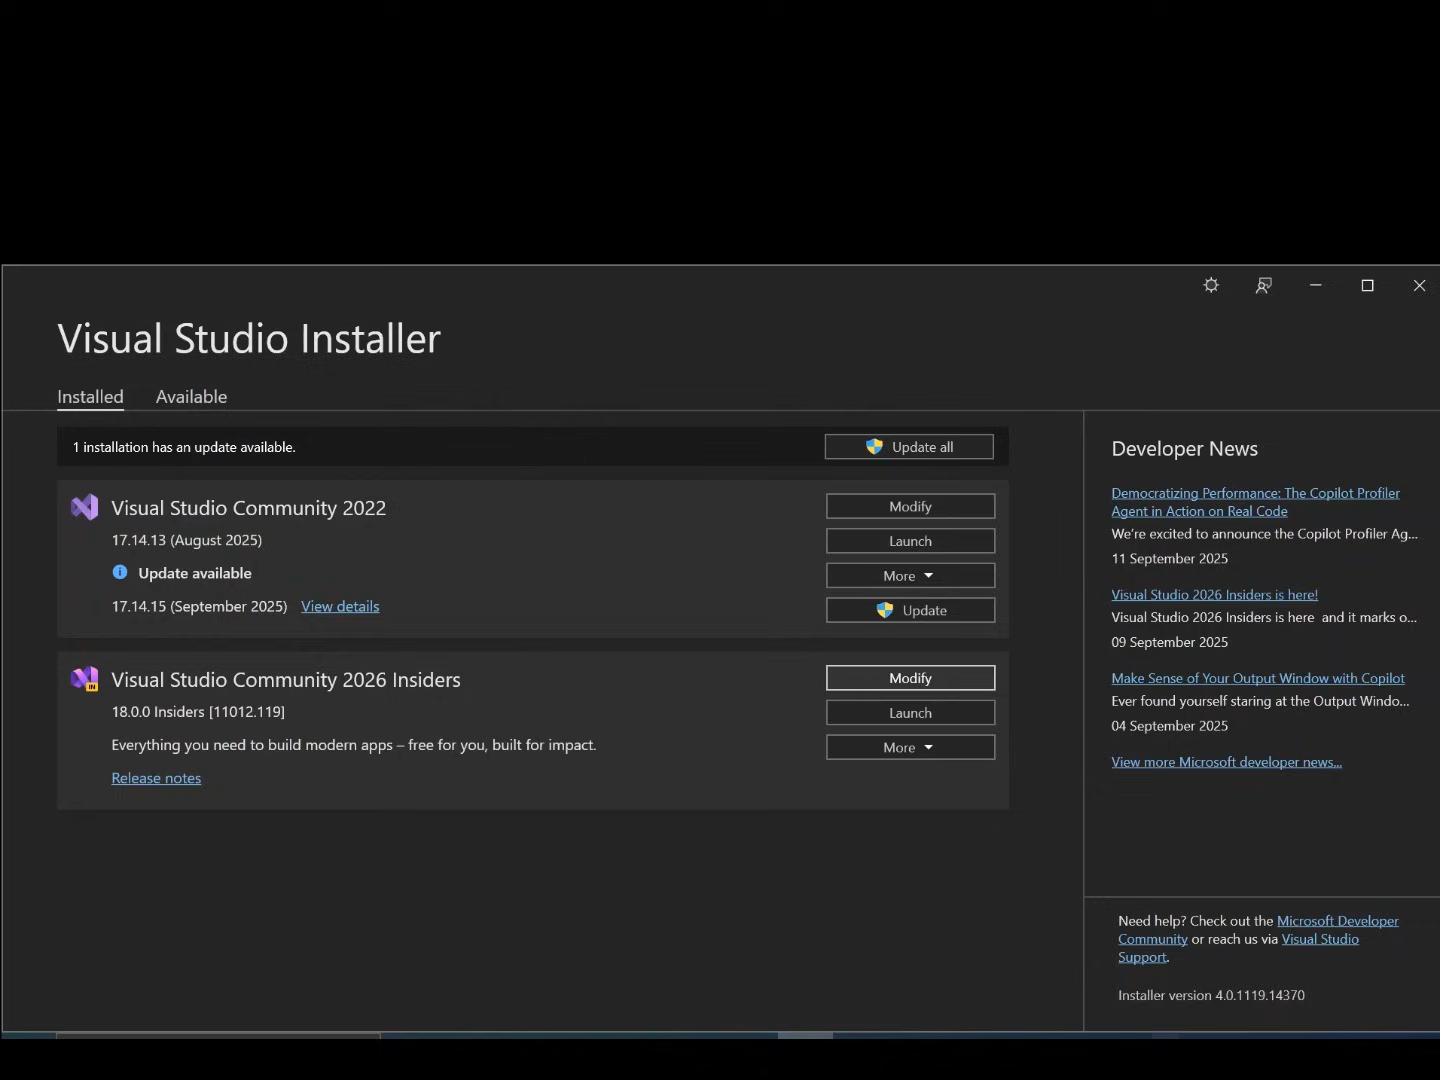 Visual Studio Installer
Installed
Available
1 installation has an update available.
Update all
Visual Studio Community 2022
17.14.13 (August 2025)
Update available
17.14.15 (September 2025) View details
Modify
Launch
More
Update
IN
Visual Studio Community 2026 Insiders
18.0.0 Insiders [11012.119]
Everything you need to build modern apps – free for you, built for impact.
Release notes
Modify
Launch
More
Developer News
Democratizing Performance: The Copilot Profiler
Agent in Action on Real Code
We're excited to announce the Copilot Profiler Ag...
11 September 2025
Visual Studio 2026 Insiders is here!
Visual Studio 2026 Insiders is here  and it marks o...
09 September 2025
Make Sense of Your Output Window with Copilot
Ever found yourself staring at the Output Windo...
04 September 2025
View more Microsoft developer news...
Need help? Check out the Microsoft Developer
Community or reach us via Visual Studio
Support.
Installer version 4.0.1119.14370